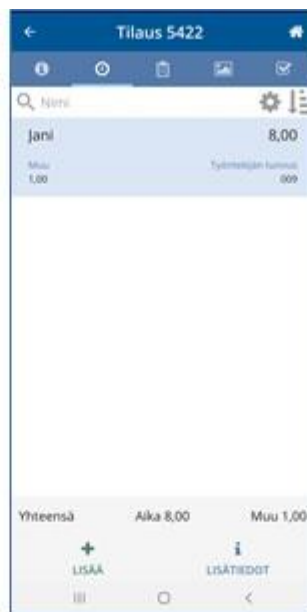 Tilaus 5422
Nimi
Jani 8,00
Muu Työntekijän tunnus
1,00 009
Yhteensä Aika 8,00 Muu 1,00
LISÄÄ LISÄTIEDOT